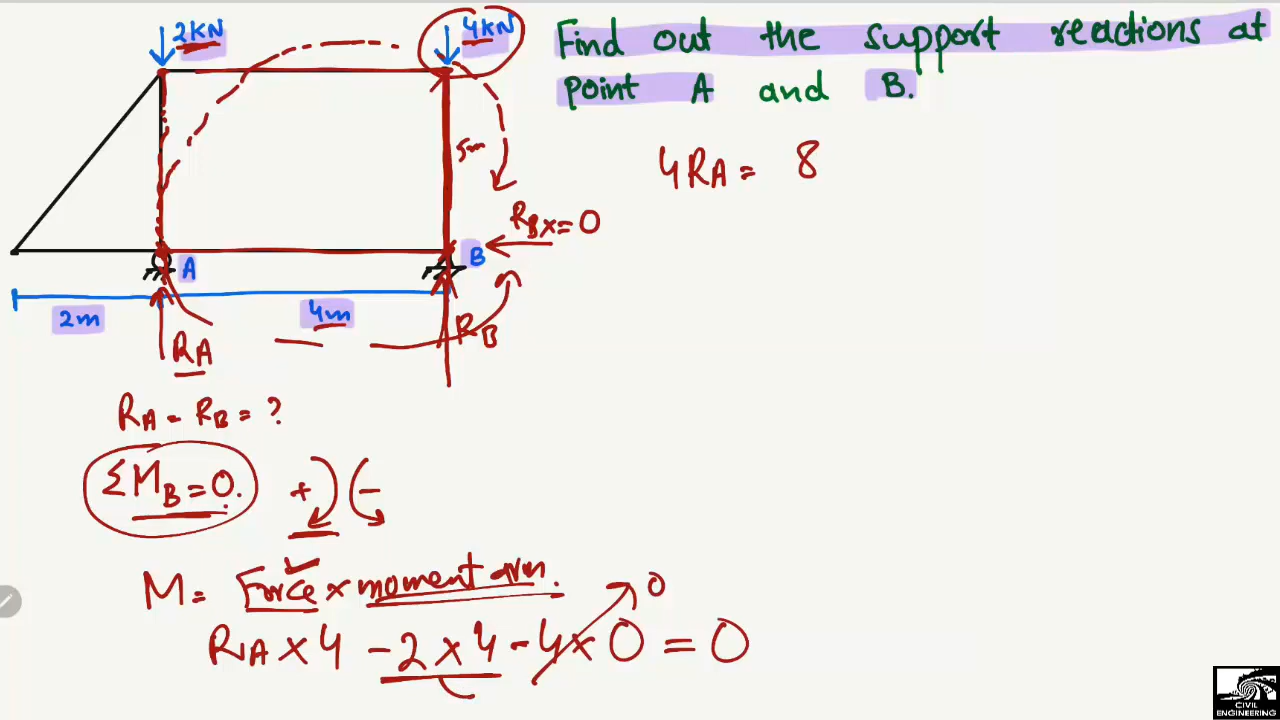 2KN
4KN
Find out the support reactions at
point A and B.
5m
4RA = 8
RBx = 0
A
B
2m
4m
RA
RB
RA - RB = ?
ΣMB = 0.
+
-
M = Force × moment arm.
0
RA × 4 - 2 × 4 - 4 × 0 = 0
CIVIL
ENGINEERING